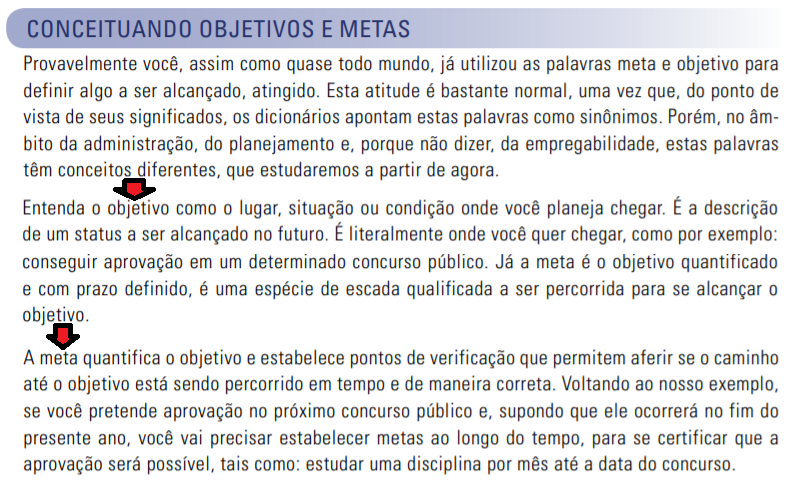 CONCEITUANDO OBJETIVOS E METAS
Provavelmente você, assim como quase todo mundo, já utilizou as palavras meta e objetivo para
definir algo a ser alcançado, atingido. Esta atitude é bastante normal, uma vez que, do ponto de
vista de seus significados, os dicionários apontam estas palavras como sinônimos. Porém, no âm-
bito da administração, do planejamento e, porque não dizer, da empregabilidade, estas palavras
têm conceitos diferentes, que estudaremos a partir de agora.
Entenda o objetivo como o lugar, situação ou condição onde você planeja chegar. É a descrição
de um status a ser alcançado no futuro. É literalmente onde você quer chegar, como por exemplo:
conseguir aprovação em um determinado concurso público. Já a meta é o objetivo quantificado
e com prazo definido, é uma espécie de escada qualificada a ser percorrida para se alcançar o
objetivo.
A meta quantifica o objetivo e estabelece pontos de verificação que permitem aferir se o caminho
até o objetivo está sendo percorrido em tempo e de maneira correta. Voltando ao nosso exemplo,
se você pretende aprovação no próximo concurso público e, supondo que ele ocorrerá no fim do
presente ano, você vai precisar estabelecer metas ao longo do tempo, para se certificar que a
aprovação será possível, tais como: estudar uma disciplina por mês até a data do concurso.